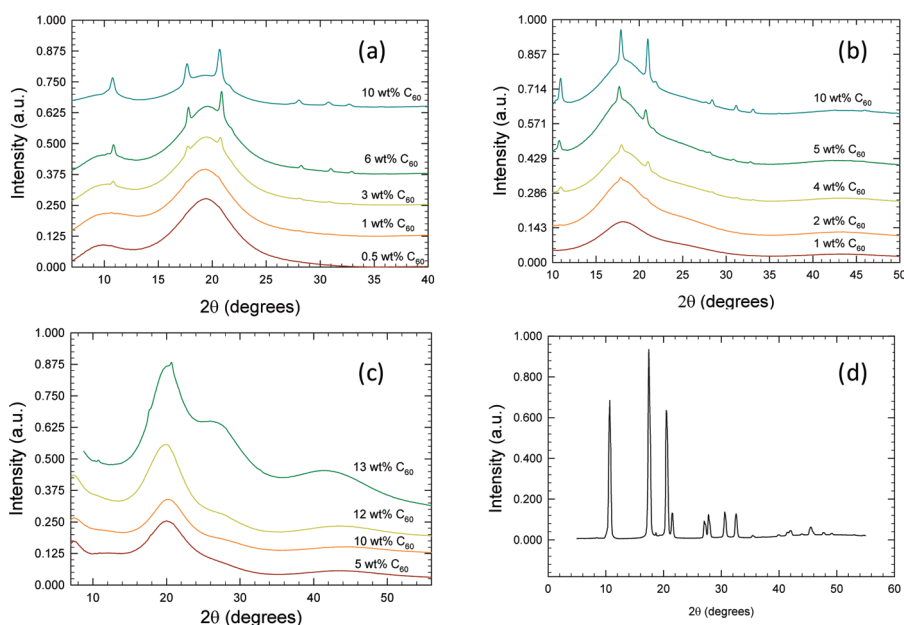 (a)
1.000
0.875
0.750
0.625
0.500
0.375
0.250
0.125
0.000
Intensity (a.u.)
10 wt% C60
6 wt% C60
3 wt% C60
1 wt% C60
0.5 wt% C60
10 15 20 25 30 35 40
2θ (degrees)
(b)
1.000
0.857
0.714
0.571
0.429
0.286
0.143
0.000
Intensity (a.u.)
10 wt% C60
5 wt% C60
4 wt% C60
2 wt% C60
1 wt% C60
10 15 20 25 30 35 40 45 50
2θ (degrees)
(c)
1.000
0.875
0.750
0.625
0.500
0.375
0.250
0.125
0.000
Intensity (a.u.)
13 wt% C60
12 wt% C60
10 wt% C60
5 wt% C60
10 20 30 40 50
2θ (degrees)
(d)
1.000
0.800
0.600
0.400
0.200
0.000
Intensity (a.u.)
0 10 20 30 40 50 60
2θ (degrees)